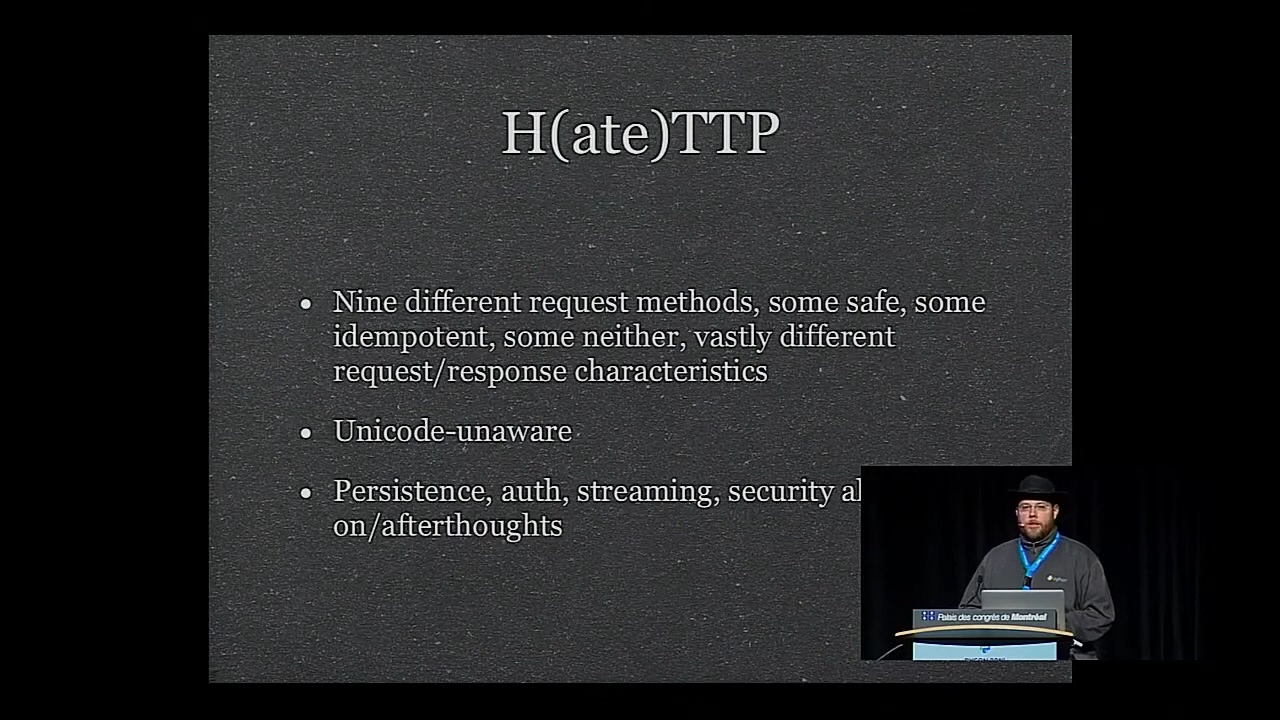 H(ate)TTP
• Nine different request methods, some safe, some
idempotent, some neither, vastly different
request/response characteristics
• Unicode-unaware
• Persistence, auth, streaming, security
on/afterthoughts
Palais des congrès de Montréal